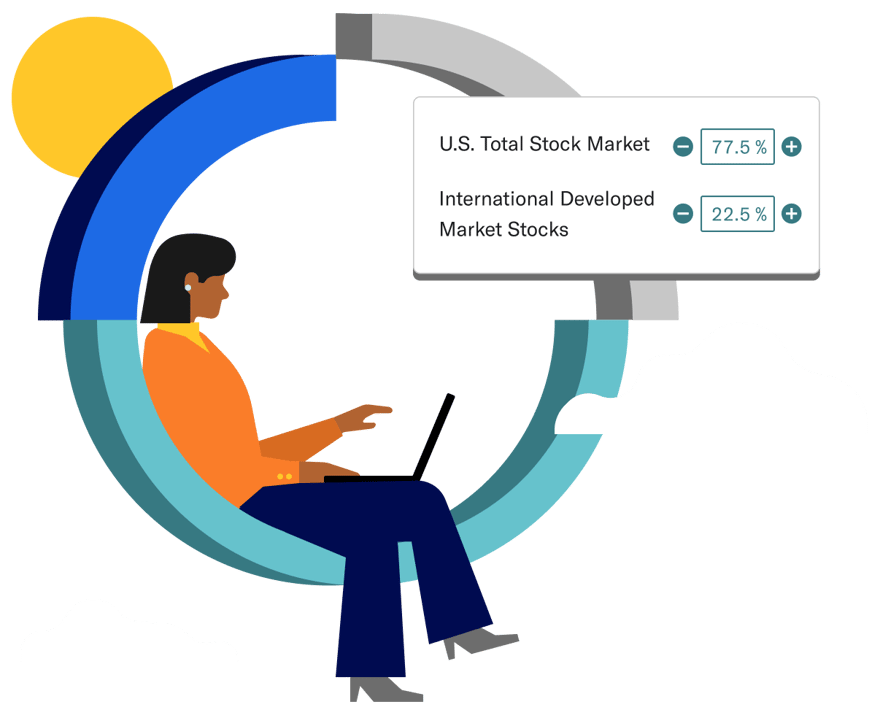 U.S. Total Stock Market 77.5 %
International Developed
Market Stocks 22.5 %